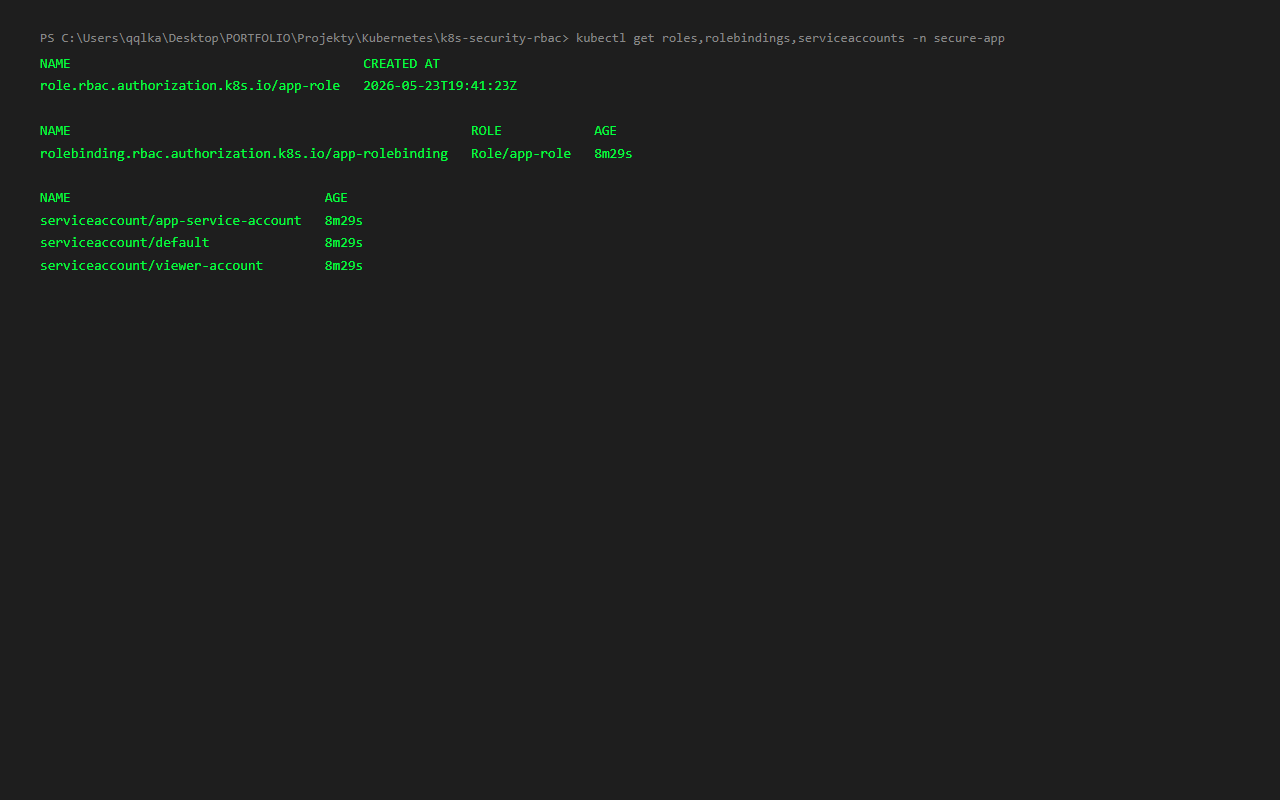 PS C:\Users\qqlka\Desktop\PORTFOLIO\Projekty\Kubernetes\k8s-security-rbac> kubectl get roles,rolebindings,serviceaccounts -n secure-app
NAME                                      CREATED AT
role.rbac.authorization.k8s.io/app-role   2026-05-23T19:41:23Z

NAME                                                    ROLE            AGE
rolebinding.rbac.authorization.k8s.io/app-rolebinding   Role/app-role   8m29s

NAME                                 AGE
serviceaccount/app-service-account   8m29s
serviceaccount/default               8m29s
serviceaccount/viewer-account        8m29s